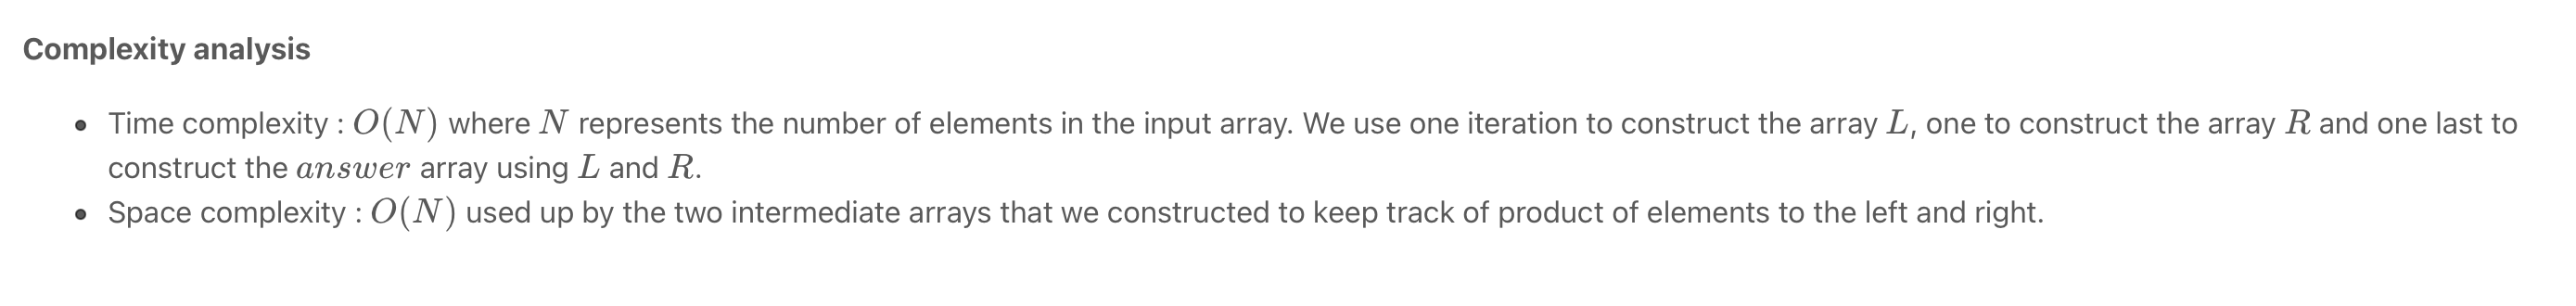 Complexity analysis
• Time complexity : O(N) where N represents the number of elements in the input array. We use one iteration to construct the array L, one to construct the array R and one last to
construct the answer array using L and R.
• Space complexity : O(N) used up by the two intermediate arrays that we constructed to keep track of product of elements to the left and right.